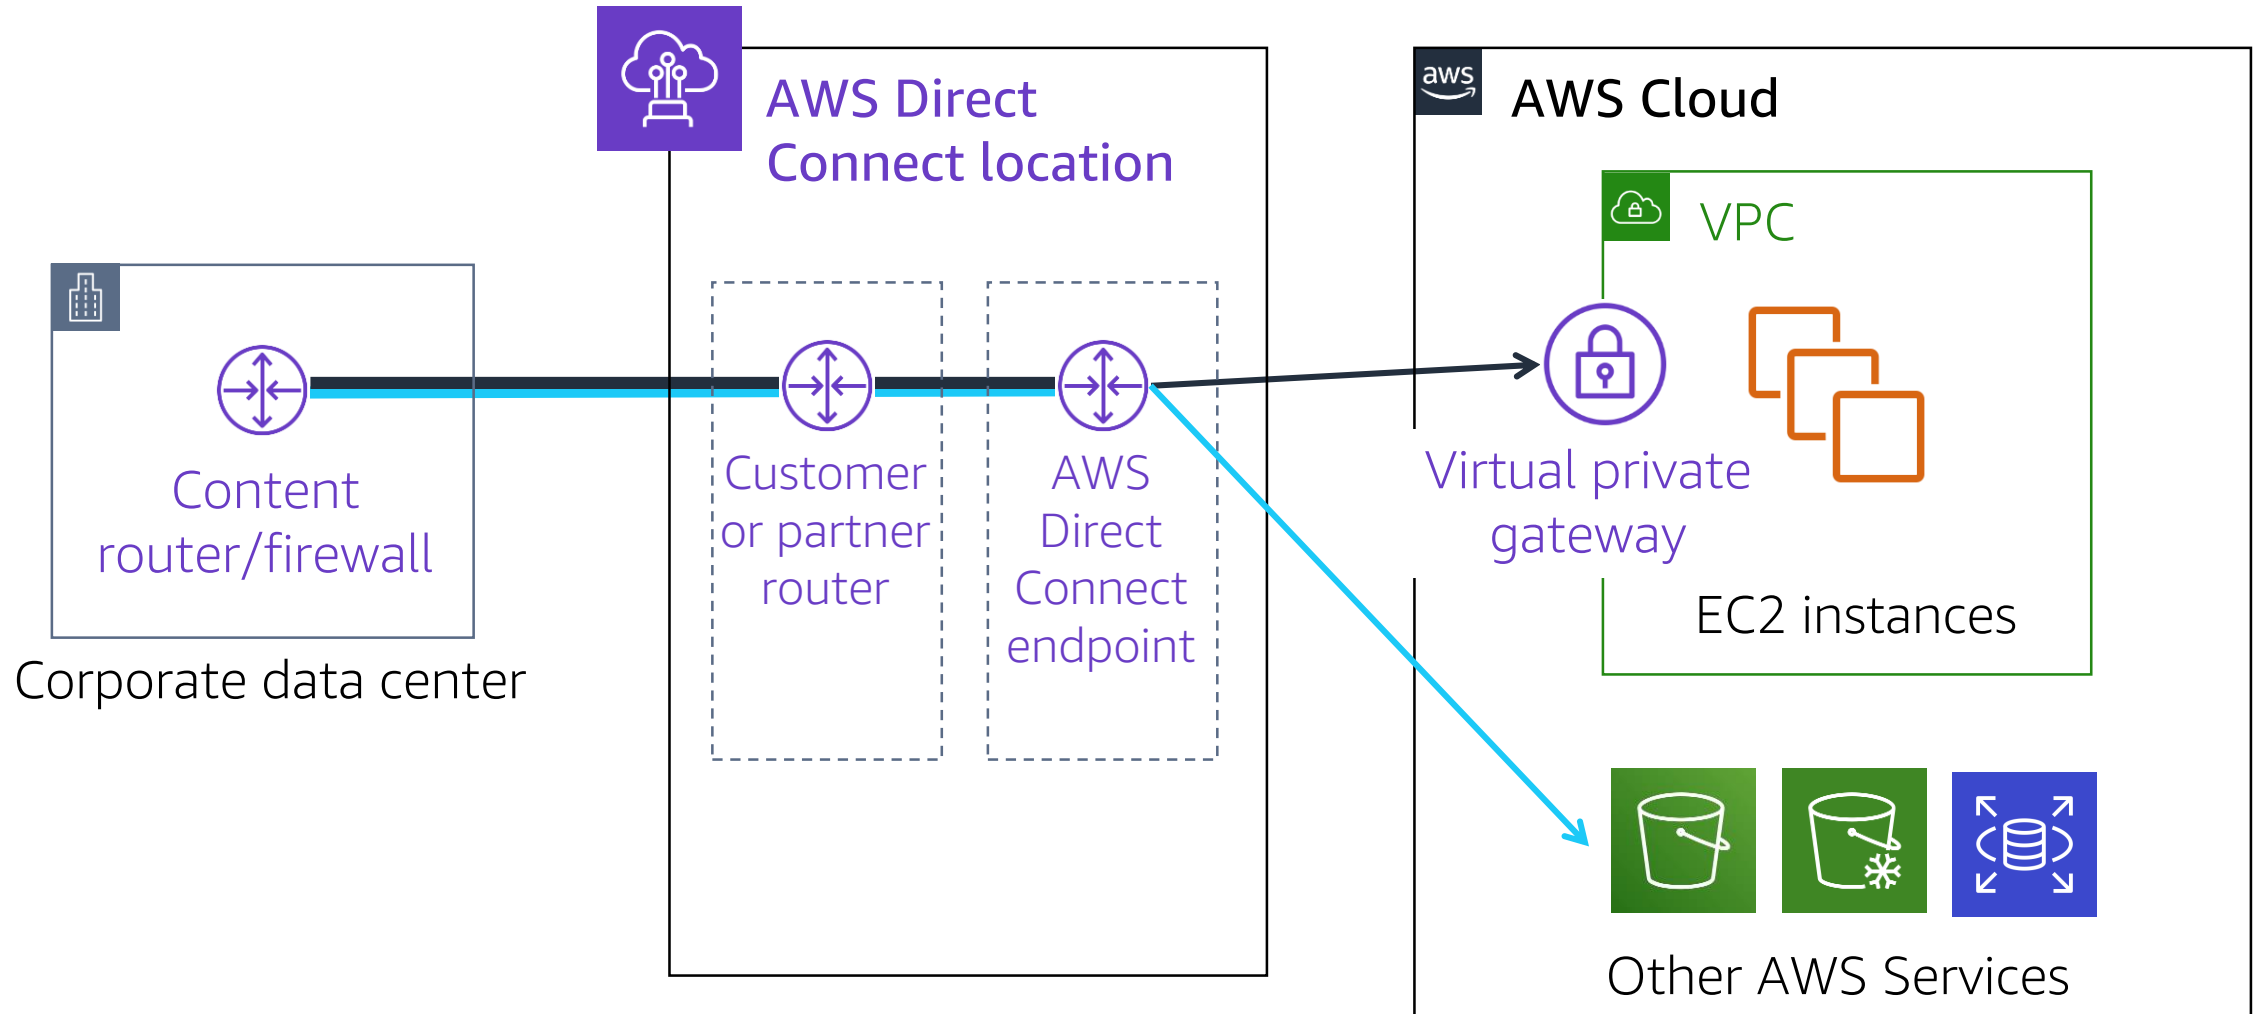 AWS Direct
Connect location
aws
AWS Cloud
VPC
Content
router/firewall
Corporate data center
Customer
or partner
router
AWS
Direct
Connect
endpoint
Virtual private
gateway
EC2 instances
Other AWS Services